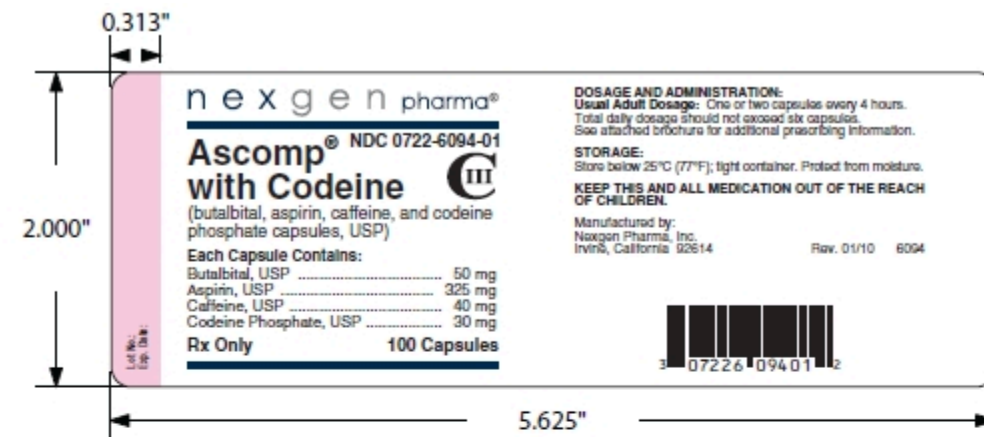 0.313"
2.000"
Lot No.:
Exp. Date:
nexgen pharma®
Ascomp® NDC 0722-6094-01
with Codeine CIII
(butalbital, aspirin, caffeine, and codeine
phosphate capsules, USP)
Each Capsule Contains:
Butalbital, USP ..................................... 50 mg
Aspirin, USP ....................................... 325 mg
Caffeine, USP ...................................... 40 mg
Codeine Phosphate, USP ................... 30 mg
Rx Only 100 Capsules
DOSAGE AND ADMINISTRATION:
Usual Adult Dosage: One or two capsules every 4 hours.
Total daily dosage should not exceed six capsules.
See attached brochure for additional prescribing information.
STORAGE:
Store below 25°C (77°F); tight container. Protect from moisture.
KEEP THIS AND ALL MEDICATION OUT OF THE REACH
OF CHILDREN.
Manufactured by:
Nexgen Pharma, Inc.
Irvine, California 92614 Rev. 01/10 6094
3 07226 09401 2
5.625"